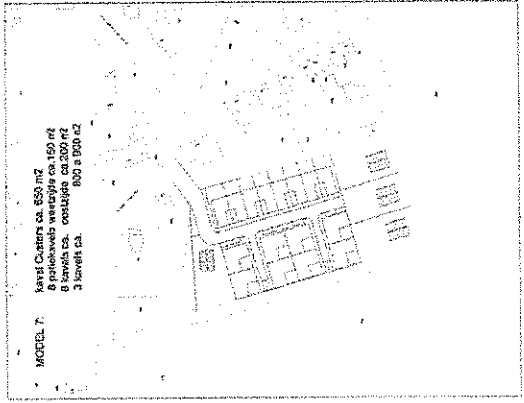 MODEL 7: kavel Custers ca. 650 m2
8 patiokavels westzijde ca.160 m2
8 kavels ca. oostzijde ca.200 m2
3 kavels ca. 800 a 900 m2